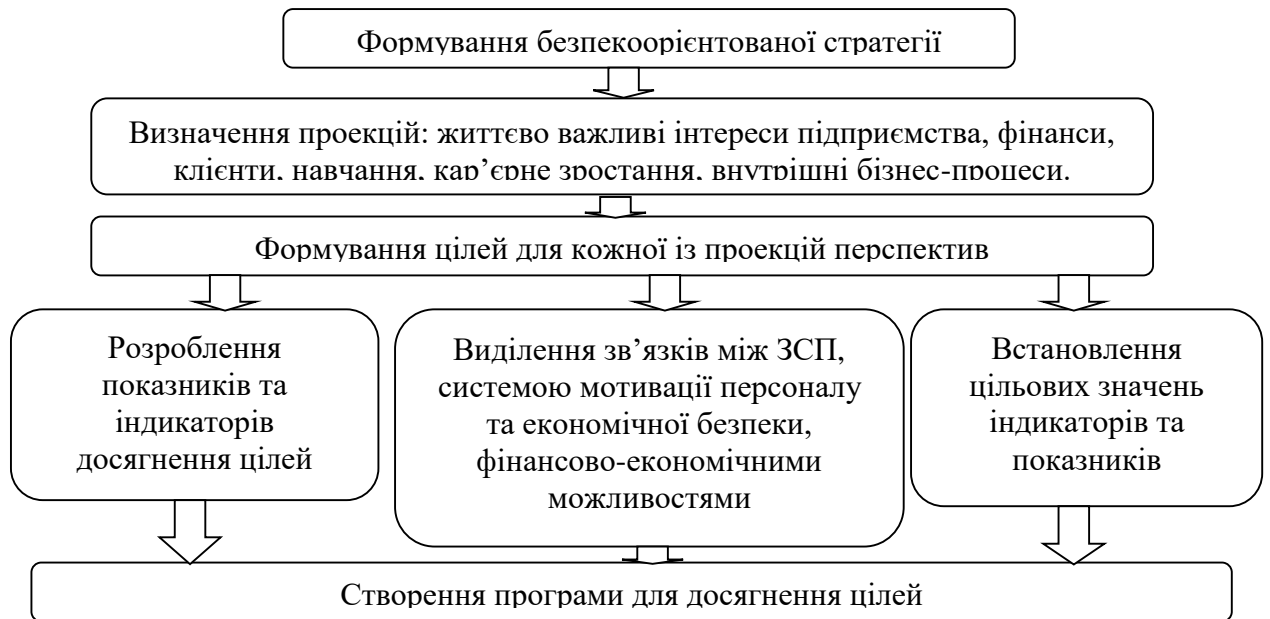 Формування безпекоорієнтованої стратегії
Визначення проекцій: життєво важливі інтереси підприємства, фінанси,
клієнти, навчання, кар’єрне зростання, внутрішні бізнес-процеси.
Формування цілей для кожної із проекцій перспектив
Розроблення
показників та
індикаторів
досягнення цілей
Виділення зв’язків між ЗСП,
системою мотивації персоналу
та економічної безпеки,
фінансово-економічними
можливостями
Встановлення
цільових значень
індикаторів та
показників
Створення програми для досягнення цілей